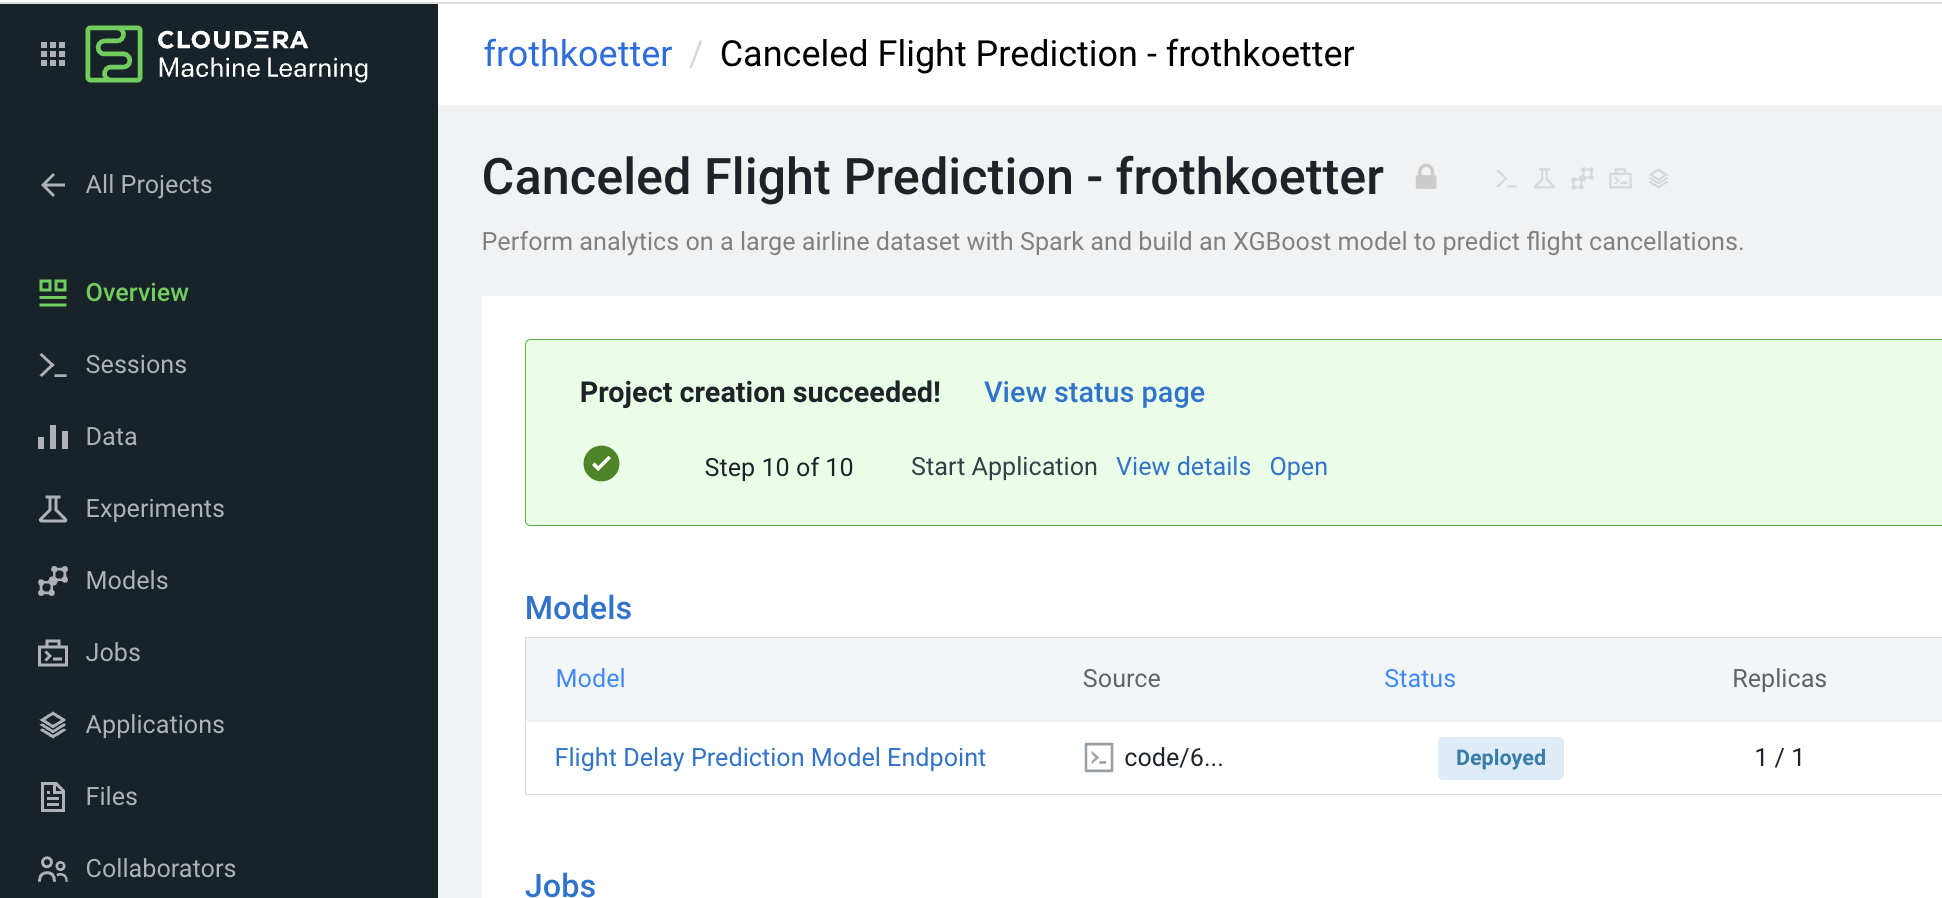 CLOUDERA
Machine Learning
frothkoetter / Canceled Flight Prediction - frothkoetter
All Projects
Canceled Flight Prediction - frothkoetter
Perform analytics on a large airline dataset with Spark and build an XGBoost model to predict flight cancellations.
Overview
Sessions
Data
Experiments
Models
Jobs
Applications
Files
Collaborators
Project creation succeeded! View status page
Step 10 of 10 Start Application View details Open
Models
Model Source Status Replicas
Flight Delay Prediction Model Endpoint code/6... Deployed 1 / 1
Jobs